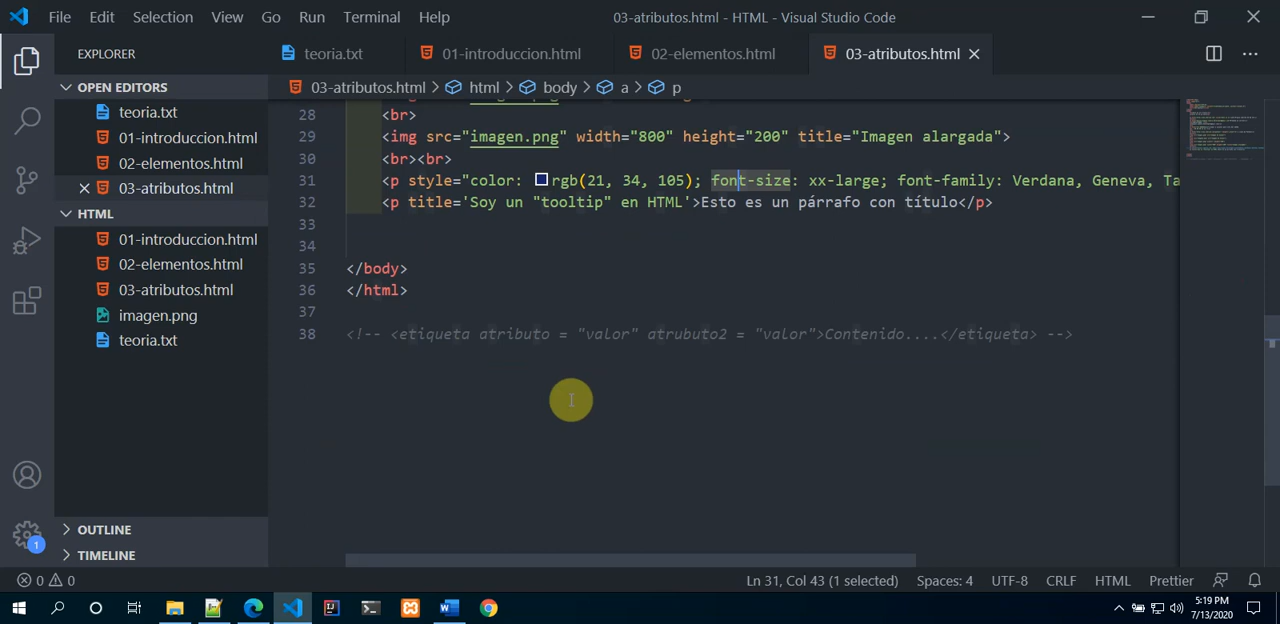 File Edit Selection View Go Run Terminal Help 03-atributos.html - HTML - Visual Studio Code
EXPLORER
teoria.txt 01-introduccion.html 02-elementos.html 03-atributos.html
OPEN EDITORS
03-atributos.html > html > body > a > p
teoria.txt
01-introduccion.html
02-elementos.html
03-atributos.html
HTML
01-introduccion.html
02-elementos.html
03-atributos.html
imagen.png
teoria.txt
28 <br>
29 <img src="imagen.png" width="800" height="200" title="Imagen alargada">
30 <br><br>
31 <p style="color: rgb(21, 34, 105); font-size: xx-large; font-family: Verdana, Geneva, Ta
32 <p title='Soy un "tooltip" en HTML'>Esto es un párrafo con título</p>
33
34
35 </body>
36 </html>
37
38 <!-- <etiqueta atributo = "valor" atrubuto2 = "valor">Contenido....</etiqueta> -->
OUTLINE
TIMELINE
1
0 0 Ln 31, Col 43 (1 selected) Spaces: 4 UTF-8 CRLF HTML Prettier
5:19 PM
7/13/2020